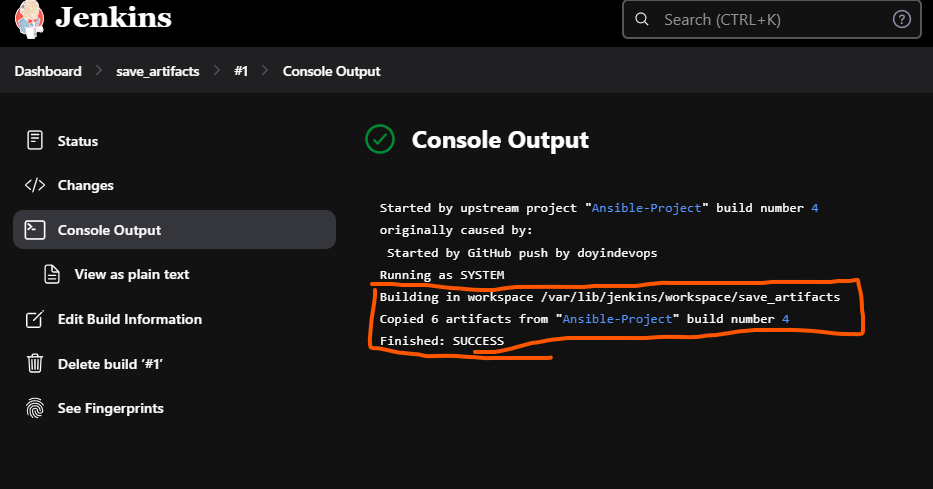 Jenkins
Search (CTRL+K)
?
Dashboard > save_artifacts > #1 > Console Output
Status
Changes
Console Output
View as plain text
Edit Build Information
Delete build ‘#1’
See Fingerprints
Console Output
Started by upstream project "Ansible-Project" build number 4
originally caused by:
Started by GitHub push by doyindevops
Running as SYSTEM
Building in workspace /var/lib/jenkins/workspace/save_artifacts
Copied 6 artifacts from "Ansible-Project" build number 4
Finished: SUCCESS